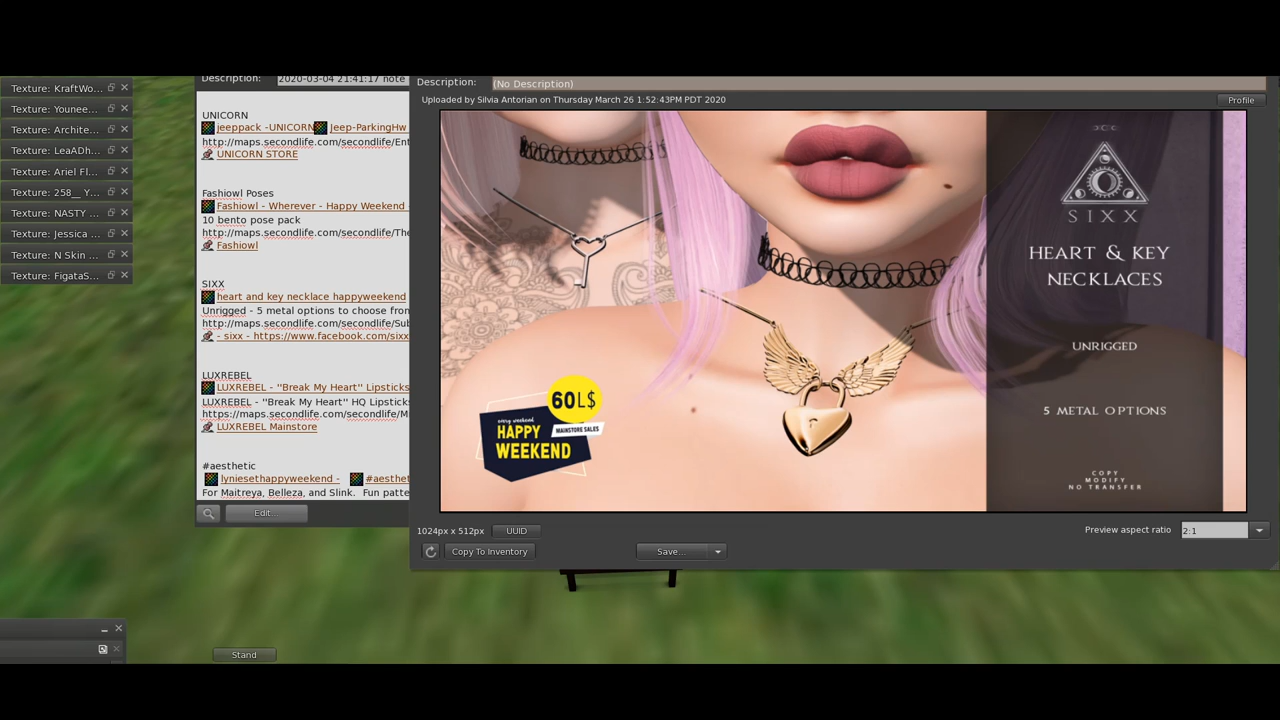 Texture: KraftWo...
Texture: Younee...
Texture: Archite...
Texture: LeaADh...
Texture: Ariel Fl...
Texture: 258__ Y...
Texture: NASTY ...
Texture: Jessica ...
Texture: N Skin ...
Texture: FigataS...
Description: 2020-03-04 21:41:17 note
UNICORN
jeeppack -UNICORN Jeep-ParkingHw
http://maps.secondlife.com/secondlife/Ent
UNICORN STORE
Fashiowl Poses
Fashiowl - Wherever - Happy Weekend -
10 bento pose pack
http://maps.secondlife.com/secondlife/The
Fashiowl
SIXX
heart and key necklace happyweekend
Unrigged - 5 metal options to choose fron
http://maps.secondlife.com/secondlife/Sub
- sixx - https://www.facebook.com/sixx
LUXREBEL
LUXREBEL - "Break My Heart" Lipsticks
LUXREBEL - "Break My Heart" HQ Lipsticks
https://maps.secondlife.com/secondlife/M
LUXREBEL Mainstore
#aesthetic
lyniesethappyweekend - #aesthet
For Maitreya, Belleza, and Slink. Fun patte
Edit...
Description: (No Description)
Uploaded by Silvia Antorian on Thursday March 26 1:52:43PM PDT 2020
Profile
60L$
every weekend
HAPPY
MAINSTORE SALES
WEEKEND
SIXX
HEART & KEY
NECKLACES
UNRIGGED
5 METAL OPTIONS
COPY
MODIFY
NO TRANSFER
1024px x 512px
UUID
Preview aspect ratio
2:1
Copy To Inventory
Save...
Stand